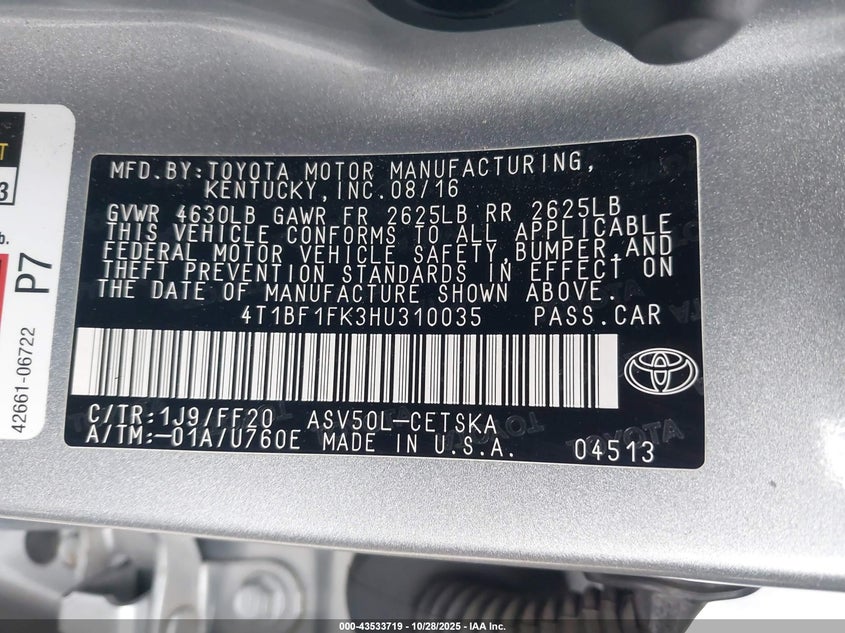 MFD.BY:TOYOTA MOTOR MANUFACTURING,
KENTUCKY,INC.08/16
GVWR 4630LB GAWR FR 2625LB RR 2625LB
THIS VEHICLE CONFORMS TO ALL APPLICABLE
FEDERAL MOTOR VEHICLE SAFETY,BUMPER,AND
THEFT PREVENTION STANDARDS IN EFFECT ON
THE DATE OF MANUFACTURE SHOWN ABOVE.
4T1BF1FK3HU310035 PASS.CAR
C/TR:1J9/FF20 ASV50L-CETSKA
A/TM:-01A/U760E MADE IN U.S.A. 04513
TOYOTA
P7
42661-06722
000-43533719 - 10/28/2025 - IAA Inc.